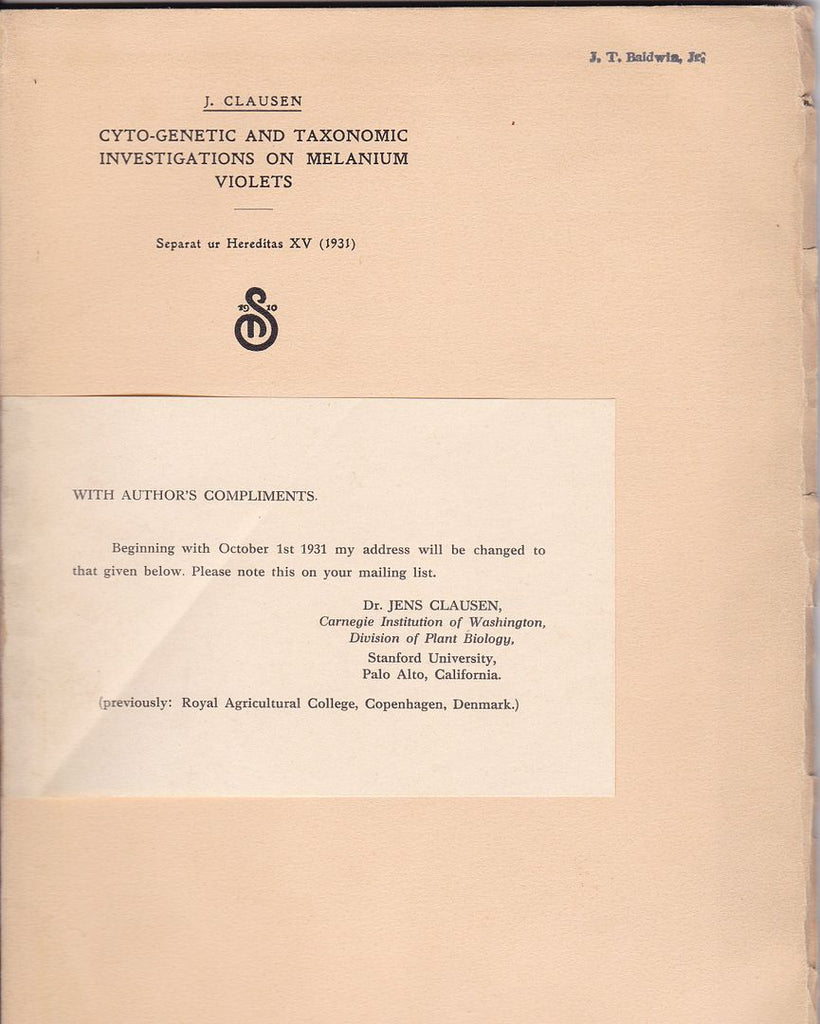 J. T. Baldwin, Jr.
J. CLAUSEN
CYTO-GENETIC AND TAXONOMIC
INVESTIGATIONS ON MELANIUM
VIOLETS
Separat ur Hereditas XV (1931)
1910
WITH AUTHOR'S COMPLIMENTS.
Beginning with October 1st 1931 my address will be changed to
that given below. Please note this on your mailing list.
Dr. JENS CLAUSEN,
Carnegie Institution of Washington,
Division of Plant Biology,
Stanford University,
Palo Alto, California.
(previously: Royal Agricultural College, Copenhagen, Denmark.)